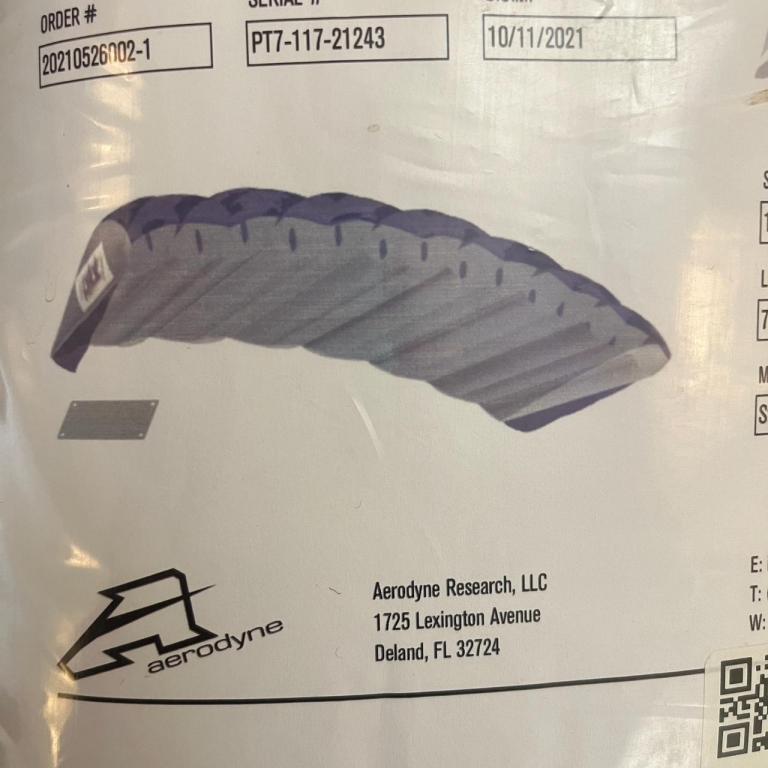 ORDER #
SERIAL #
20210526002-1
PT7-117-21243
10/11/2021
aerodyne
Aerodyne Research, LLC
1725 Lexington Avenue
Deland, FL 32724
E:
T:
W: